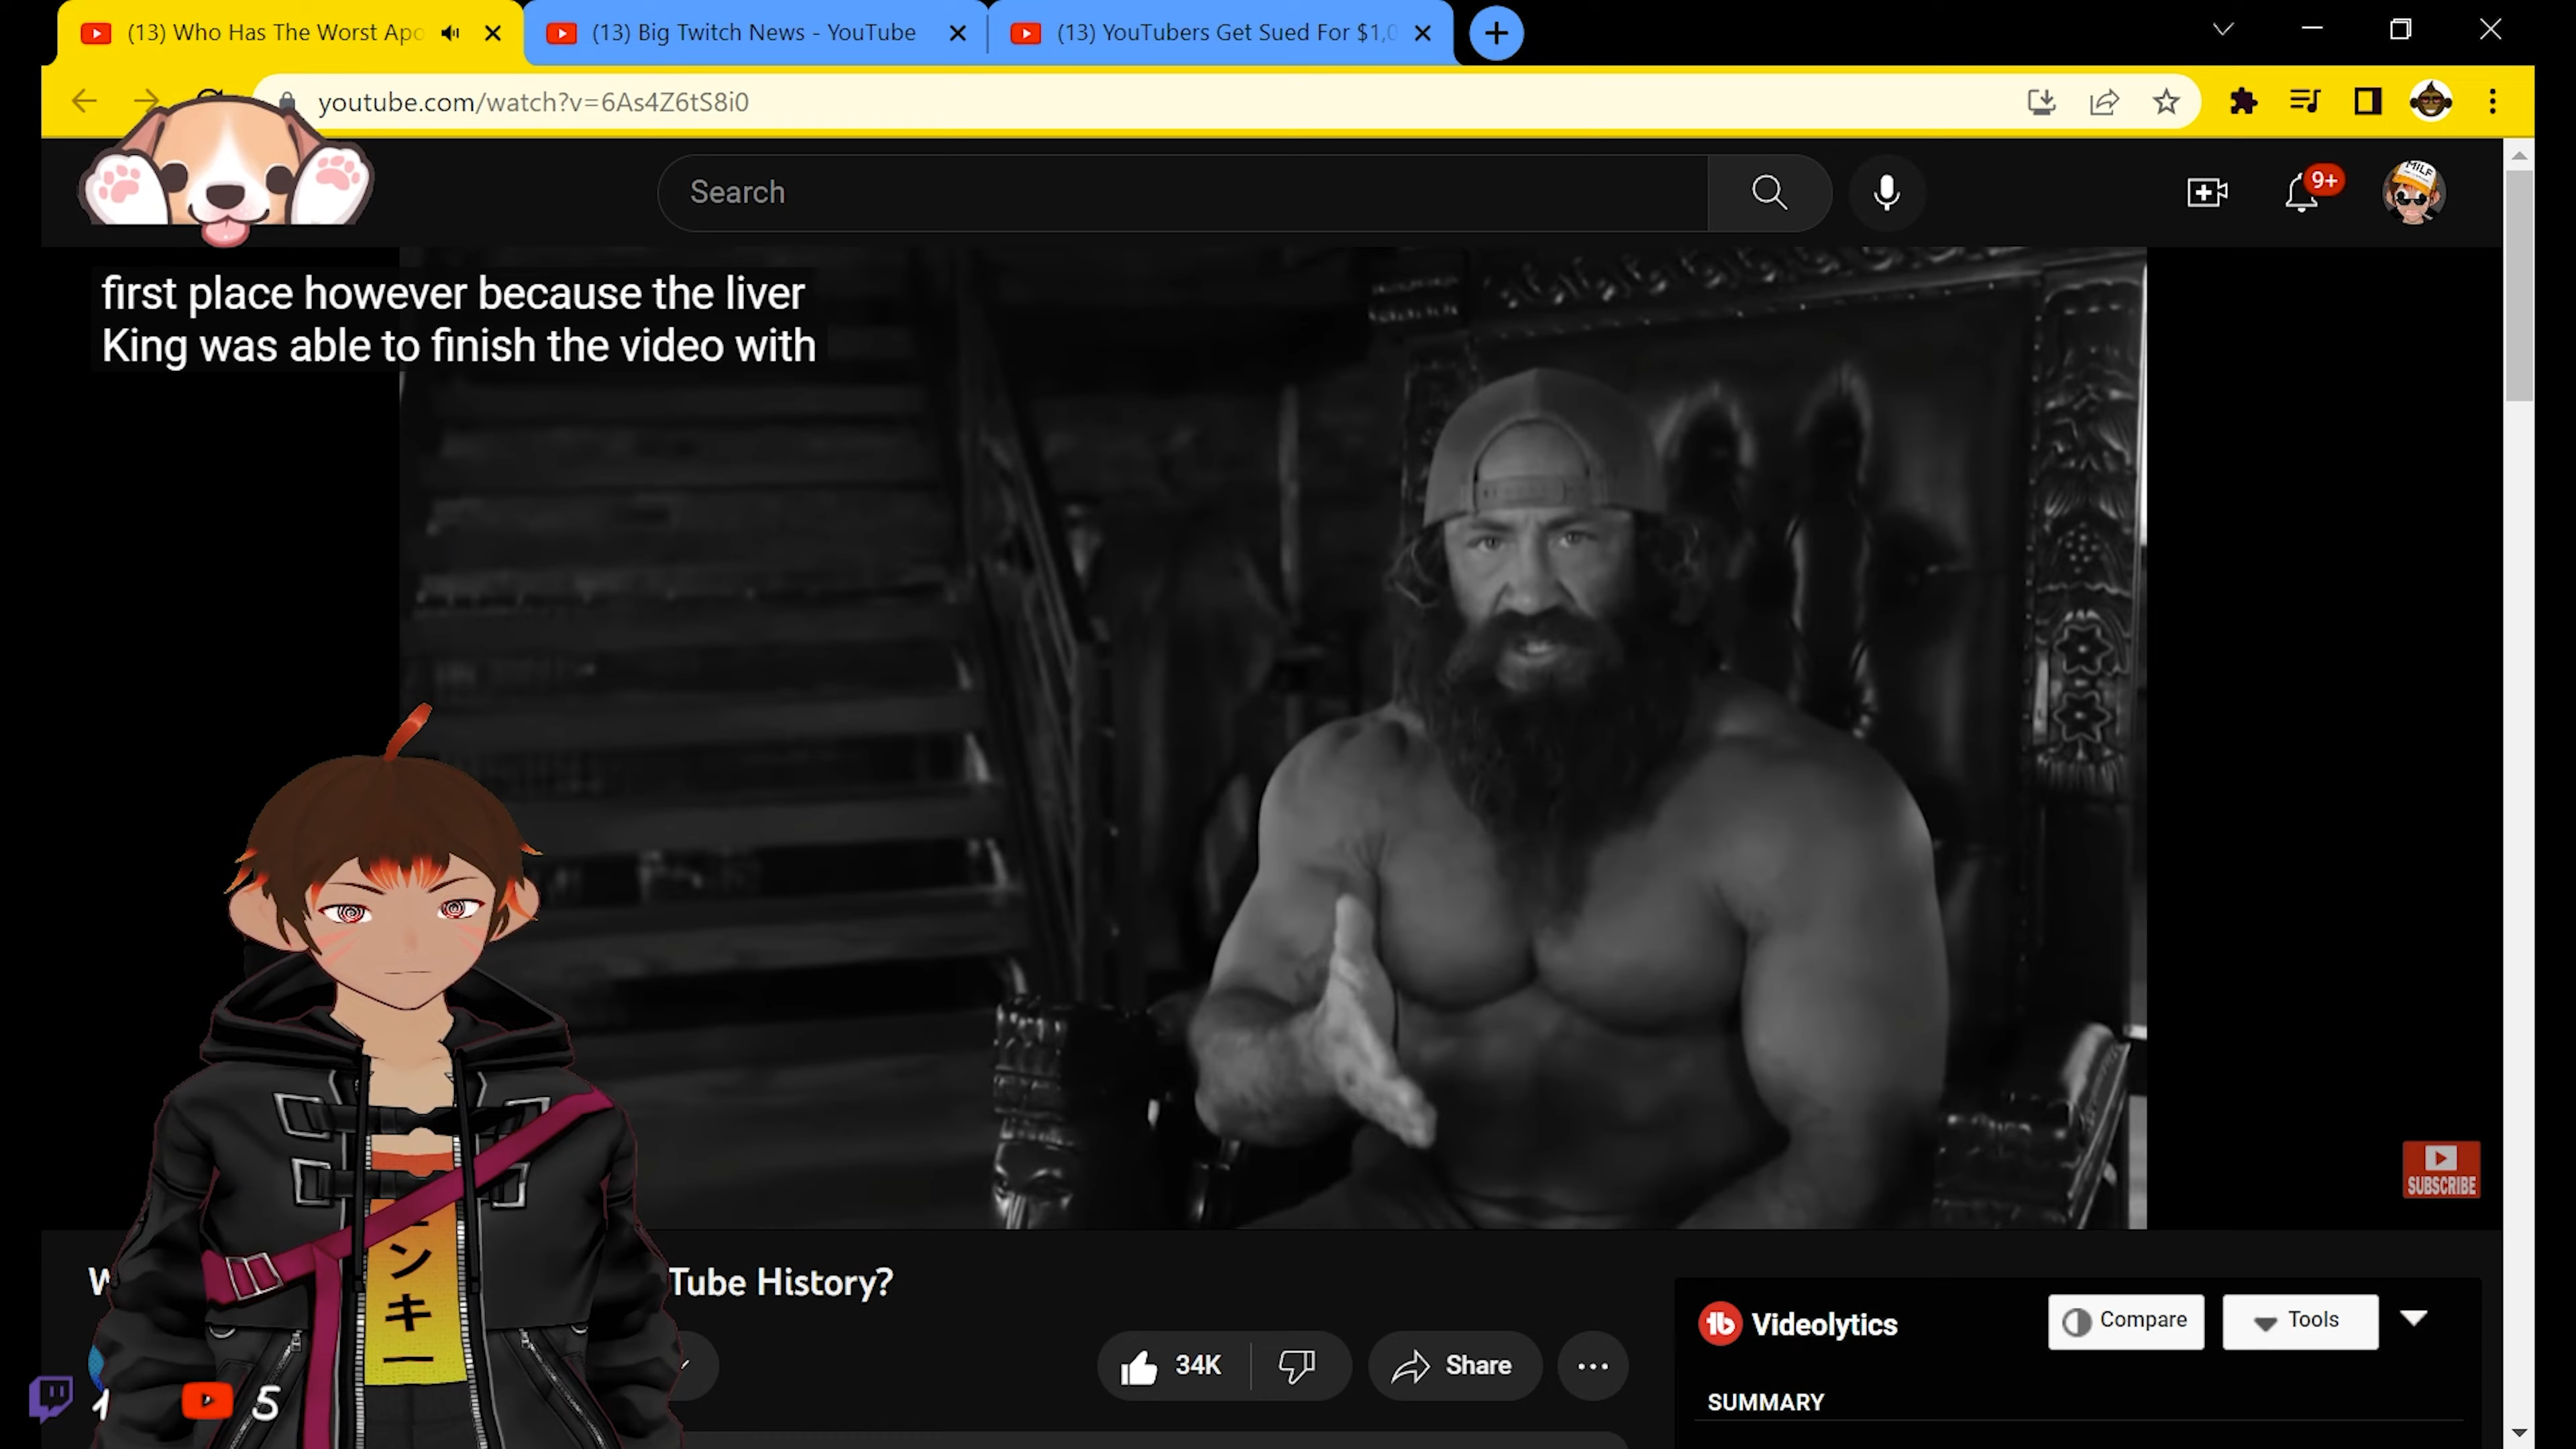 (13) Who Has The Worst Apo
(13) Big Twitch News - YouTube
(13) YouTubers Get Sued For $1,0
youtube.com/watch?v=6As4Z6tS8i0
Search
9+
MILF
first place however because the liver
King was able to finish the video with
SUBSCRIBE
Tube History?
Videolytics
Compare
Tools
34K
Share
SUMMARY
ンキー
1
5